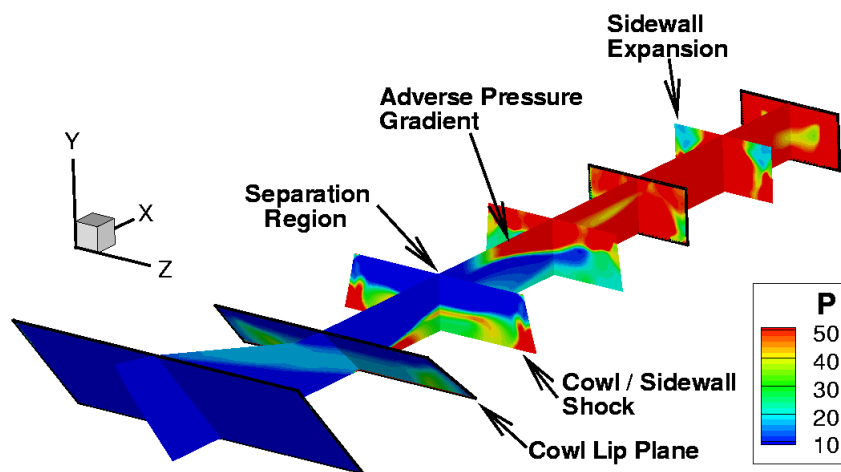 Sidewall
Expansion
Adverse Pressure
Gradient
Y
X
Z
Separation
Region
Cowl / Sidewall
Shock
Cowl Lip Plane
P
50
40
30
20
10